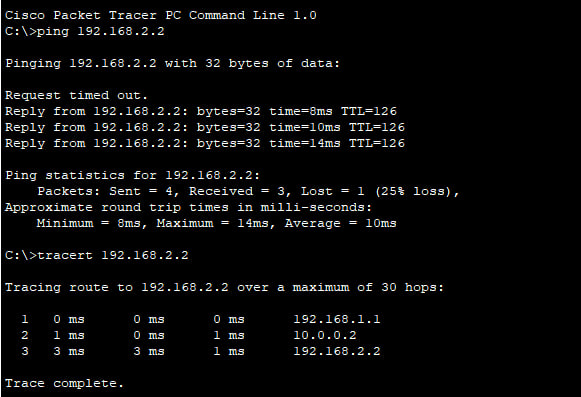 Cisco Packet Tracer PC Command Line 1.0
C:\>ping 192.168.2.2
Pinging 192.168.2.2 with 32 bytes of data:
Request timed out.
Reply from 192.168.2.2: bytes=32 time=8ms TTL=126
Reply from 192.168.2.2: bytes=32 time=10ms TTL=126
Reply from 192.168.2.2: bytes=32 time=14ms TTL=126
Ping statistics for 192.168.2.2:
    Packets: Sent = 4, Received = 3, Lost = 1 (25% loss),
Approximate round trip times in milli-seconds:
    Minimum = 8ms, Maximum = 14ms, Average = 10ms
C:\>tracert 192.168.2.2
Tracing route to 192.168.2.2 over a maximum of 30 hops:
  1   0 ms      0 ms      0 ms      192.168.1.1
  2   1 ms      0 ms      1 ms      10.0.0.2
  3   3 ms      3 ms      1 ms      192.168.2.2
Trace complete.